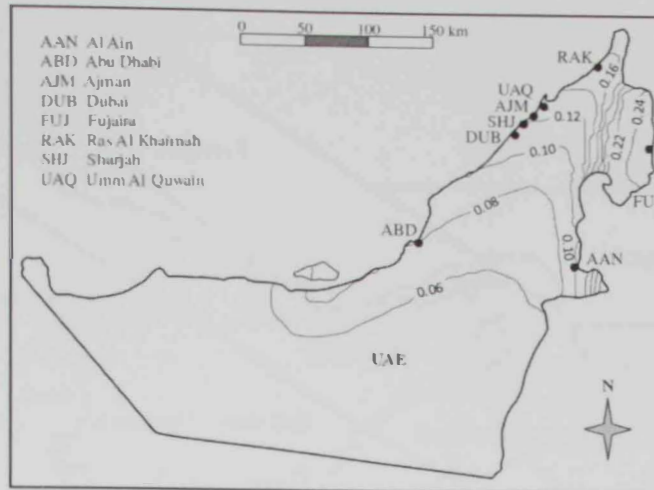 0 50 100 150 km
AAN Al Ain
ABD Abu Dhabi
AJM Ajman
DUB Dubai
FUJ Fujaira
RAK Ras Al Khaimah
SHJ Sharjah
UAQ Umm Al Quwain
RAK
0.16
UAQ
AJM
0.24
SHJ
0.12
DUB
0.22
0.10
FU
0.08
ABD
0.10
AAN
0.06
UAE
N